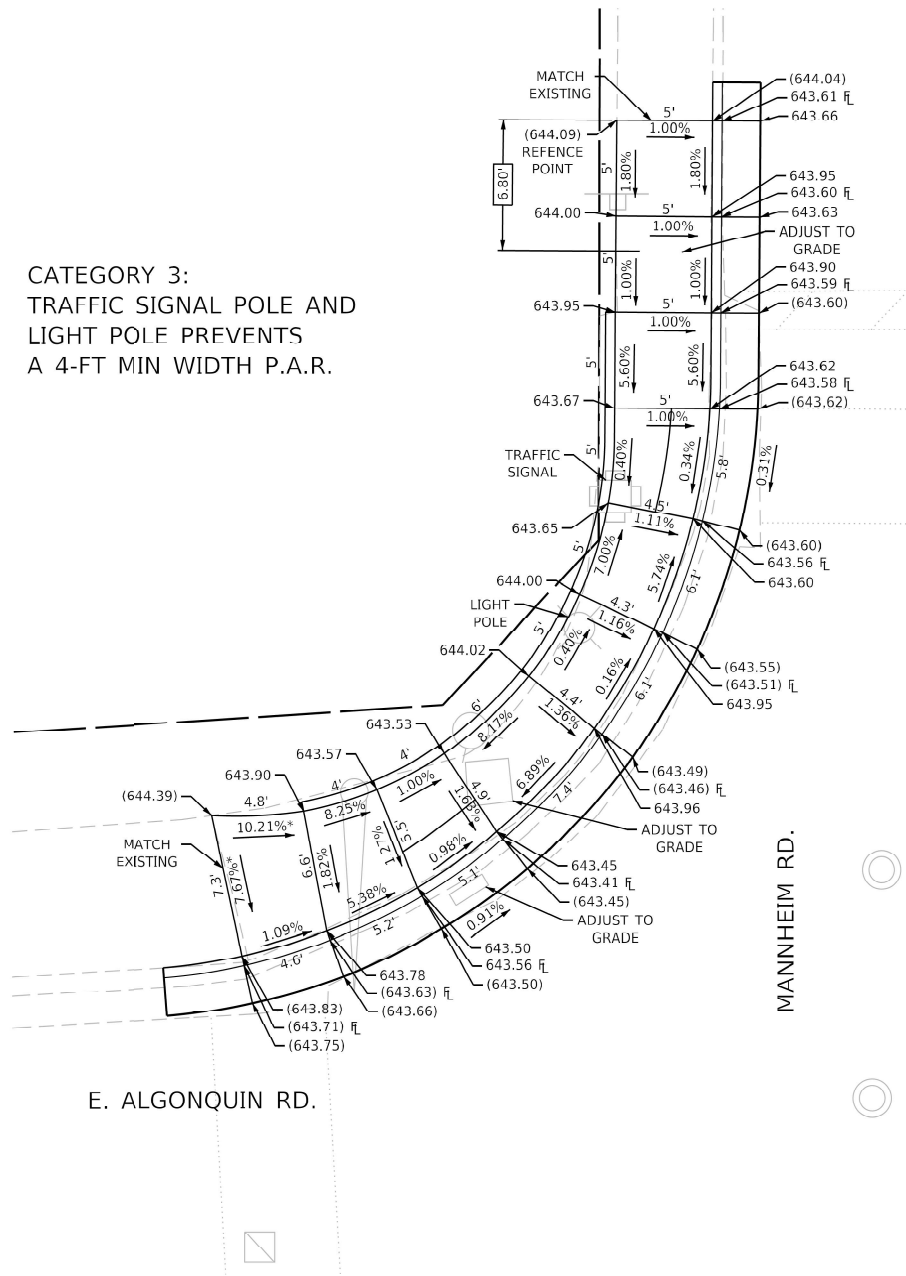 MATCH
EXISTING
5'
1.00%
(644.04)
643.61 FL
643.66
(644.09)
REFENCE
POINT
5'
1.80%
1.80%
6.80'
643.95
643.60 FL
643.63
644.00
5'
1.00%
ADJUST TO
GRADE
5'
1.00%
1.00%
643.90
643.59 FL
(643.60)
643.95
5'
1.00%
CATEGORY 3:
TRAFFIC SIGNAL POLE AND
LIGHT POLE PREVENTS
A 4-FT MIN WIDTH P.A.R.
5'
5.60%
5.60%
643.62
643.58 FL
(643.62)
643.67
5'
1.00%
TRAFFIC
SIGNAL
5'
0.40%
0.34%
5.8'
0.31%
643.65
4.5'
1.11%
(643.60)
643.56 FL
643.60
5'
7.00%
5.74%
6.1'
644.00
4.3'
1.16%
LIGHT
POLE
5'
0.40%
0.16%
6.1'
(643.55)
(643.51) FL
643.95
644.02
4.4'
1.36%
6'
8.17%
6.89%
7.4'
(643.49)
(643.46) FL
643.96
643.53
4.9'
1.63%
ADJUST TO
GRADE
643.57
4'
1.00%
0.98%
5.1'
643.45
643.41 FL
(643.45)
643.90
4'
8.25%
1.27%
5.5'
5.38%
5.2'
0.91%
ADJUST TO
GRADE
(644.39)
4.8'
10.21%*
MATCH
EXISTING
7.3'
7.67%*
6.6'
1.82%
1.09%
4.6'
643.50
643.56 FL
(643.50)
643.78
(643.63) FL
(643.66)
(643.83)
(643.71) FL
(643.75)
MANNHEIM RD.
E. ALGONQUIN RD.